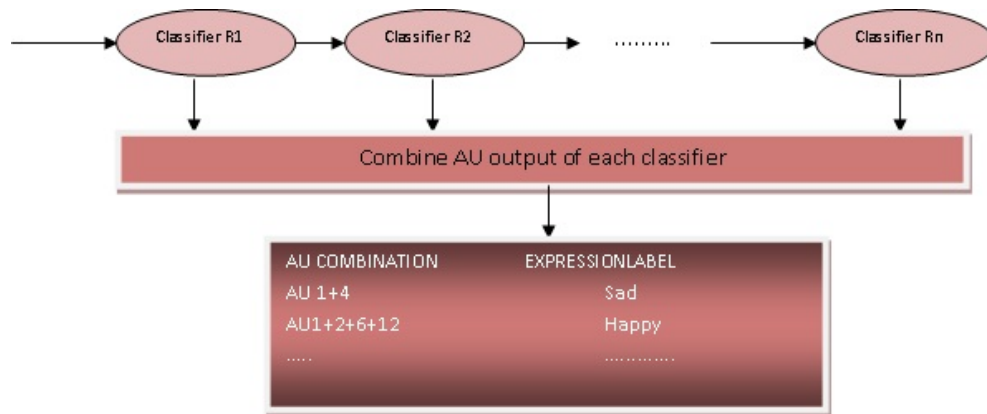 Classifier R1
Classifier R2
.........
Classifier Rn
Combine AU output of each classifier
AU COMBINATION EXPRESSIONLABEL
AU 1+4 Sad
AU1+2+6+12 Happy
..... .............